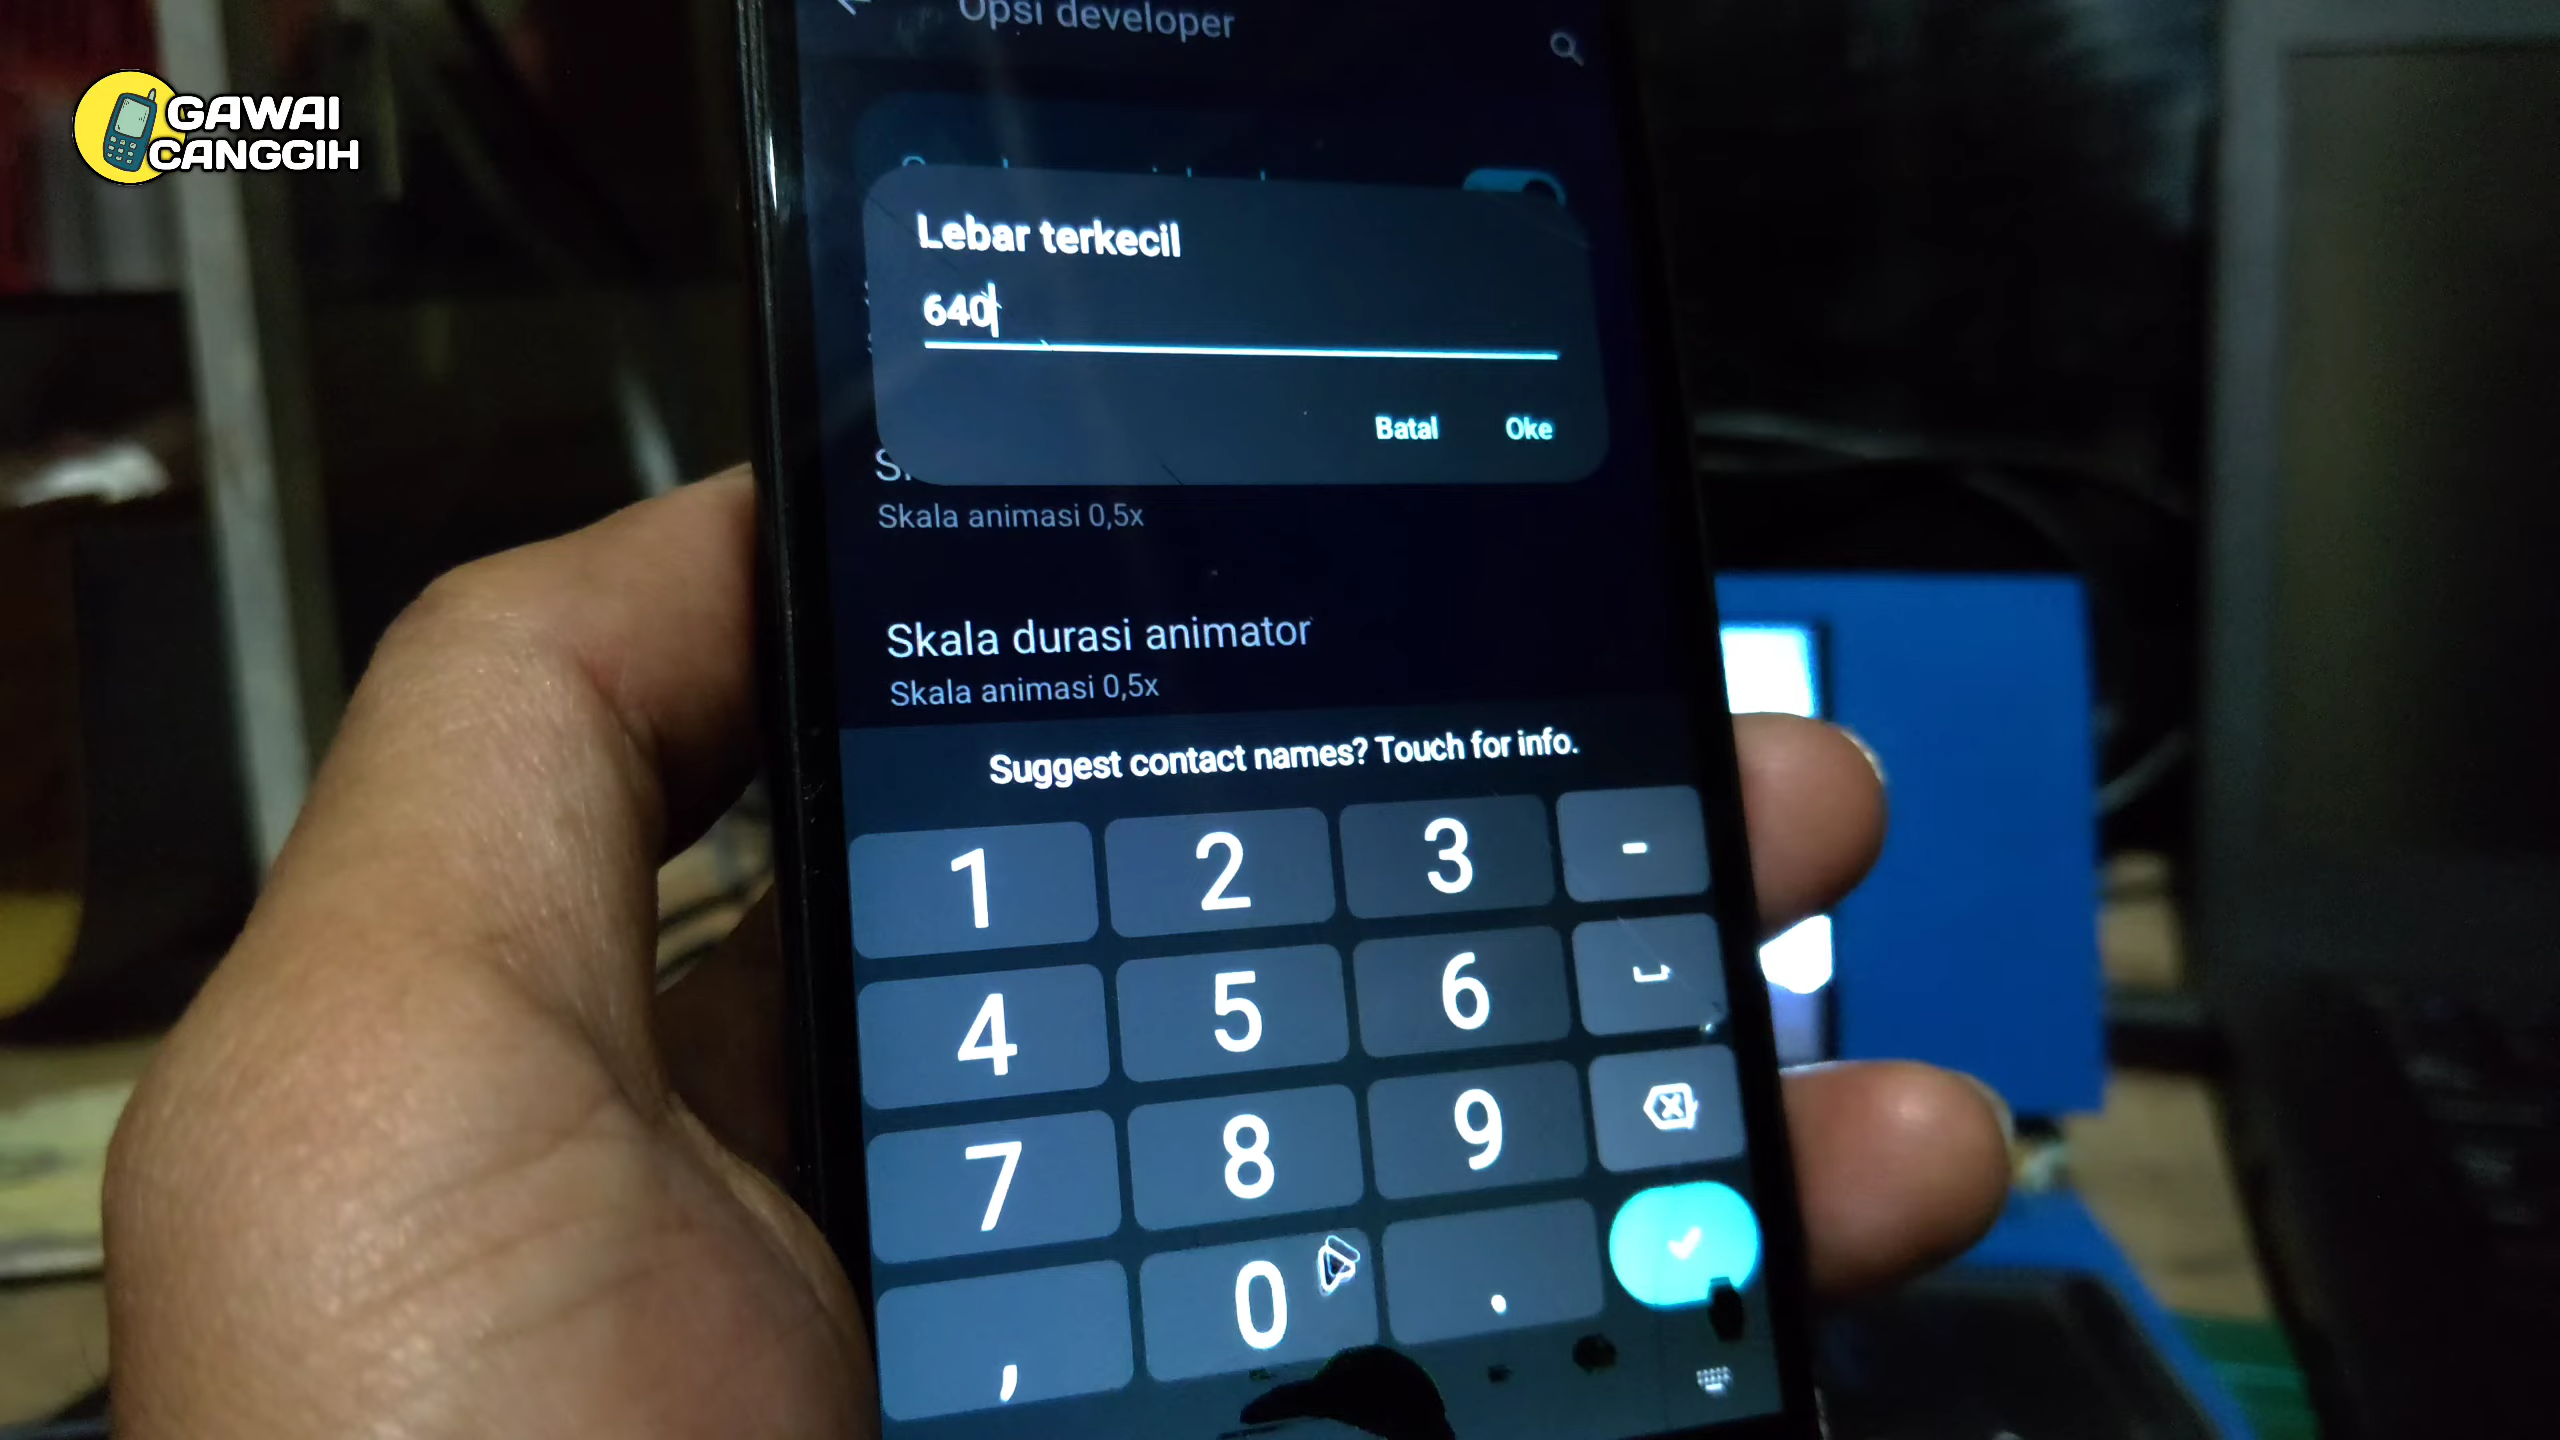 GAWAI
CANGGIH
Opsi developer
Lebar terkecil
640
Batal Oke
Skala animasi 0,5x
Skala durasi animator
Skala animasi 0,5x
Suggest contact names? Touch for info.
1 2 3 -
4 5 6
7 8 9
, 0 .